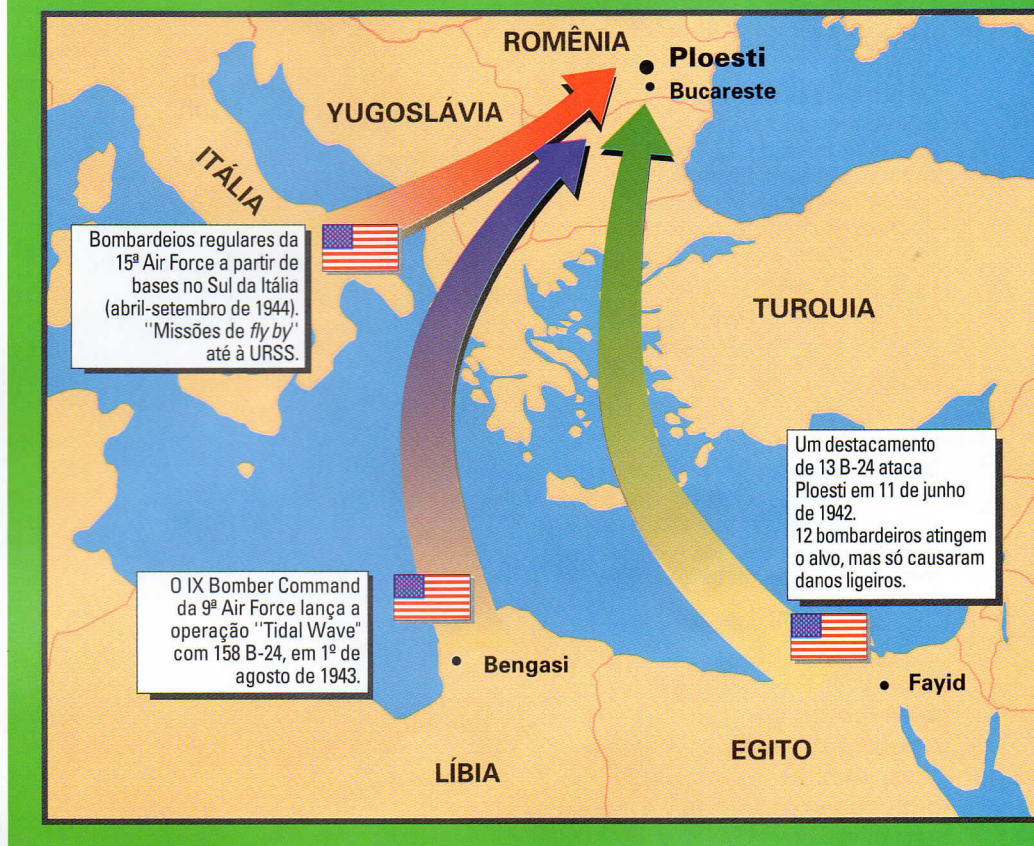 ROMÊNIA
Ploesti
Bucareste
YUGOSLÁVIA
ITÁLIA
Bombardeios regulares da
15ª Air Force a partir de
bases no Sul da Itália
(abril-setembro de 1944).
"Missões de fly by"
até à URSS.
TURQUIA
Um destacamento
de 13 B-24 ataca
Ploesti em 11 de junho
de 1942.
12 bombardeiros atingem
o alvo, mas só causaram
danos ligeiros.
O IX Bomber Command
da 9ª Air Force lança a
operação "Tidal Wave"
com 158 B-24, em 1º de
agosto de 1943.
Bengasi
Fayid
EGITO
LÍBIA